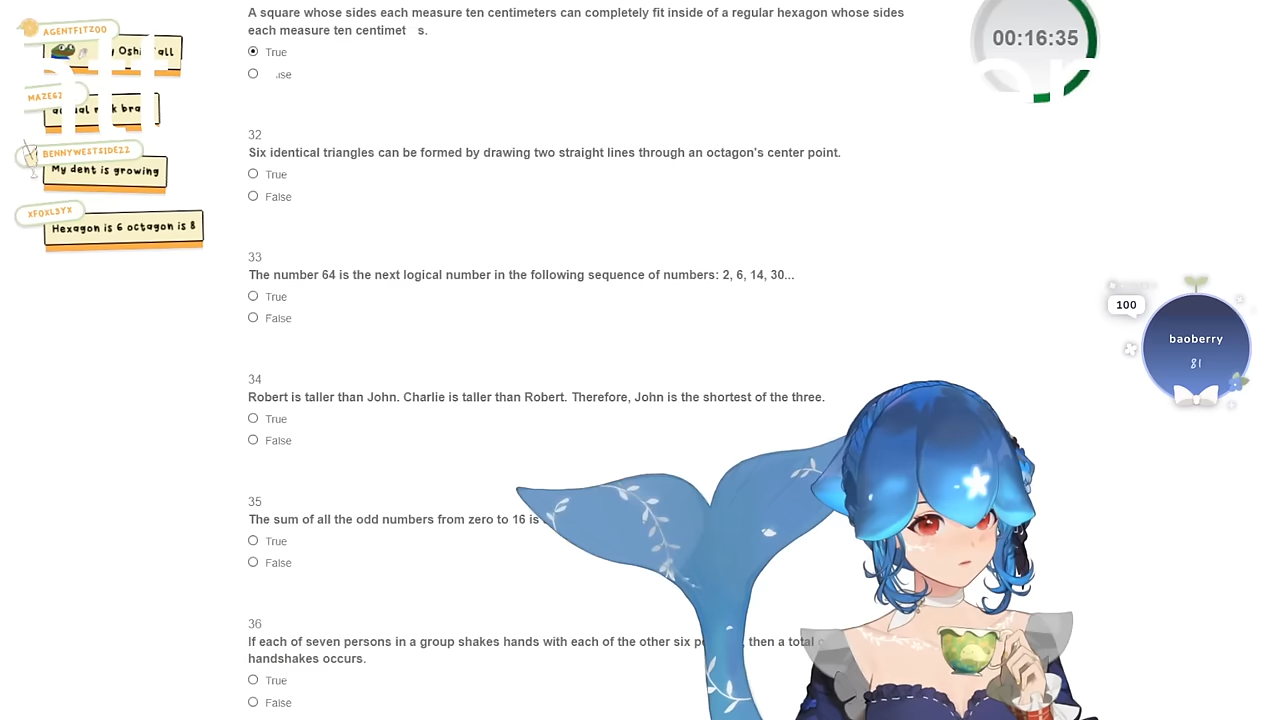 A square whose sides each measure ten centimeters can completely fit inside of a regular hexagon whose sides
each measure ten centimet s.
True
00:16:35
AGENTFITZ00
MAZE62
BENNYWESTSIDE22
My dent is growing
XFOXL3YX
Hexagon is 6 octagon is 8
32
Six identical triangles can be formed by drawing two straight lines through an octagon's center point.
True
False
33
The number 64 is the next logical number in the following sequence of numbers: 2, 6, 14, 30...
True
False
100
baoberry
81
34
Robert is taller than John. Charlie is taller than Robert. Therefore, John is the shortest of the three.
True
False
35
The sum of all the odd numbers from zero to 16 is
True
False
36
If each of seven persons in a group shakes hands with each of the other six , then a total
handshakes occurs.
True
False